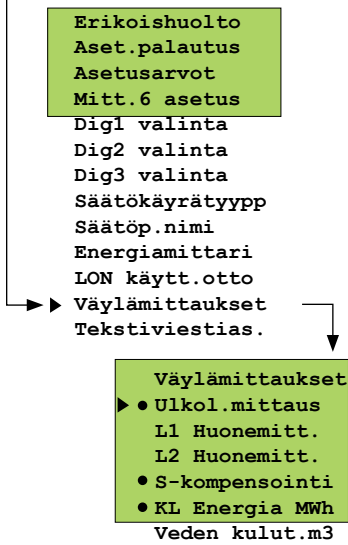 Erikoishuolto
Aset.palautus
Asetusarvot
Mitt.6 asetus
Dig1 valinta
Dig2 valinta
Dig3 valinta
Säätökäyrätyypp
Säätöp.nimi
Energiamittari
LON käytt.otto
Väylämittaukset
Tekstiviestias.
Väylämittaukset
Ulkol.mittaus
L1 Huonemitt.
L2 Huonemitt.
S-kompensointi
KL Energia MWh
Veden kulut.m3